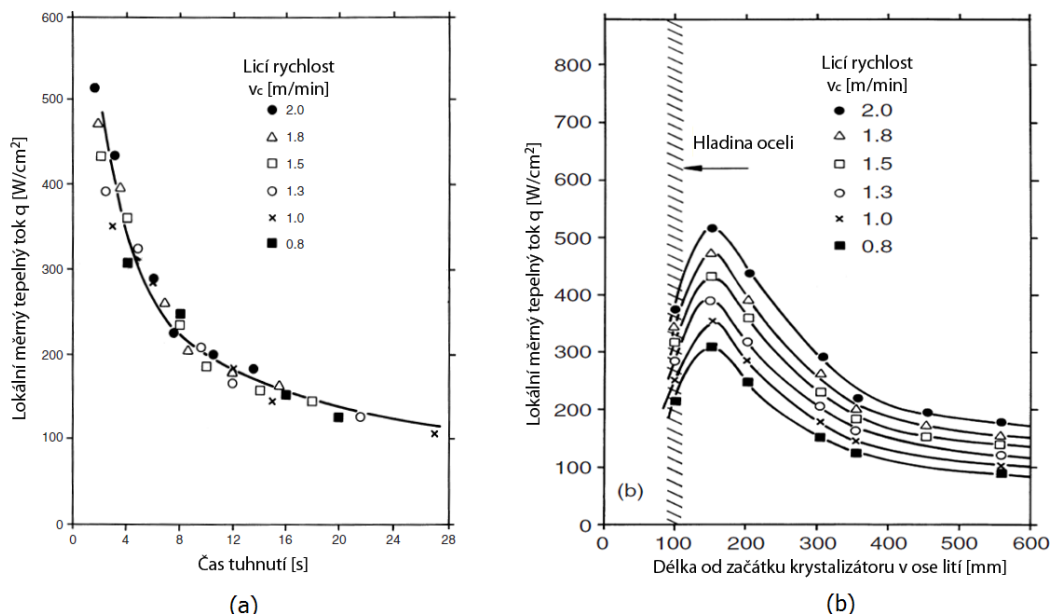 600
500
400
300
200
100
0
Lokální měrný tepelný tok q [W/cm²]
Licí rychlost
vc [m/min]
2.0
1.8
1.5
1.3
1.0
0.8
0 4 8 12 16 20 24 28
Čas tuhnutí [s]
(a)
800
700
600
500
400
300
200
100
0
Lokální měrný tepelný tok q [W/cm²]
Licí rychlost
vc [m/min]
2.0
1.8
1.5
1.3
1.0
0.8
Hladina oceli
(b)
0 100 200 300 400 500 600
Délka od začátku krystalizátoru v ose lití [mm]
(b)